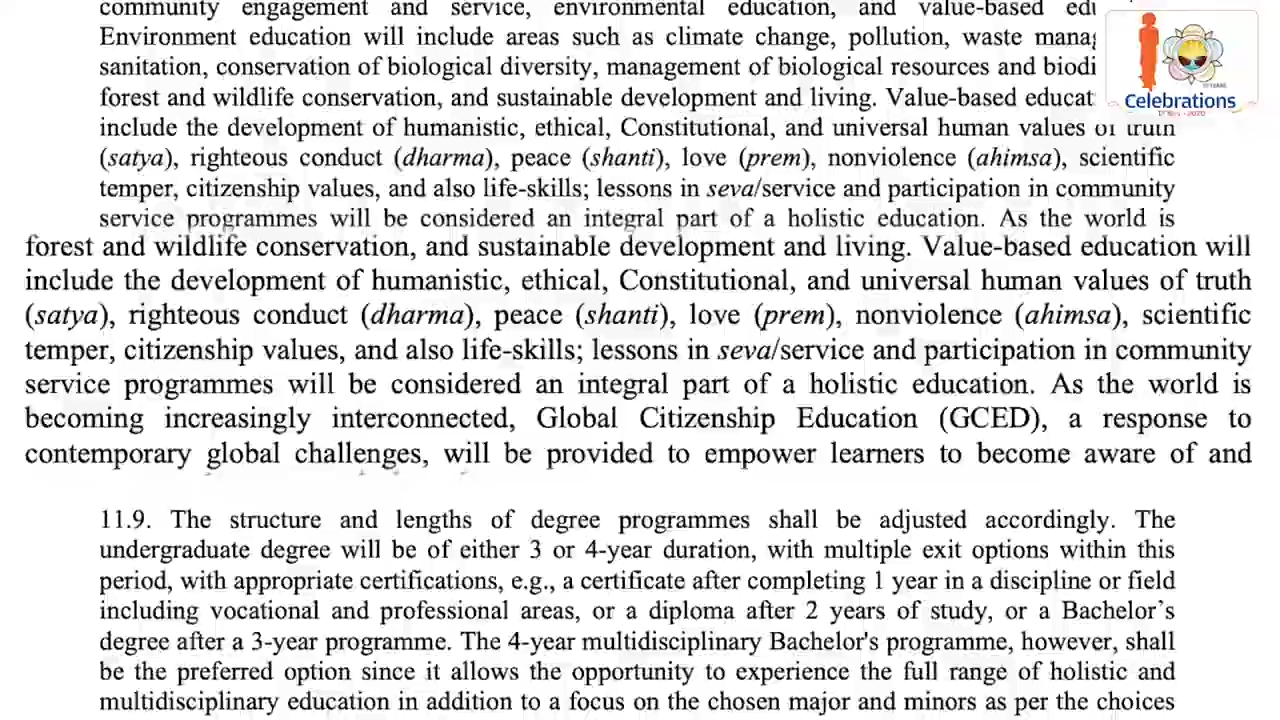 community engagement and service, environmental education, and value-based
Environment education will include areas such as climate change, pollution, waste
sanitation, conservation of biological diversity, management of biological resources and
forest and wildlife conservation, and sustainable development and living. Value-based
include the development of humanistic, ethical, Constitutional, and universal human values of truth
(satya), righteous conduct (dharma), peace (shanti), love (prem), nonviolence (ahimsa), scientific
temper, citizenship values, and also life-skills; lessons in seva/service and participation in community
service programmes will be considered an integral part of a holistic education. As the world is
Celebrations
forest and wildlife conservation, and sustainable development and living. Value-based education will
include the development of humanistic, ethical, Constitutional, and universal human values of truth
(satya), righteous conduct (dharma), peace (shanti), love (prem), nonviolence (ahimsa), scientific
temper, citizenship values, and also life-skills; lessons in seva/service and participation in community
service programmes will be considered an integral part of a holistic education. As the world is
becoming increasingly interconnected, Global Citizenship Education (GCED), a response to
contemporary global challenges, will be provided to empower learners to become aware of and
11.9. The structure and lengths of degree programmes shall be adjusted accordingly. The
undergraduate degree will be of either 3 or 4-year duration, with multiple exit options within this
period, with appropriate certifications, e.g., a certificate after completing 1 year in a discipline or field
including vocational and professional areas, or a diploma after 2 years of study, or a Bachelor's
degree after a 3-year programme. The 4-year multidisciplinary Bachelor's programme, however, shall
be the preferred option since it allows the opportunity to experience the full range of holistic and
multidisciplinary education in addition to a focus on the chosen major and minors as per the choices